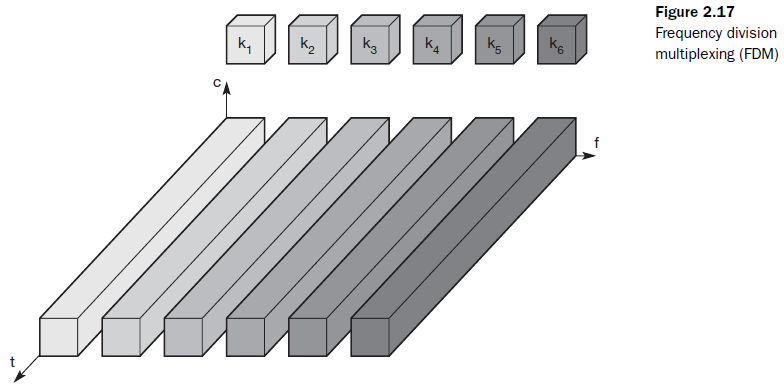 Figure 2.17
Frequency division
multiplexing (FDM)
k1 k2 k3 k4 k5 k6
c
f
t